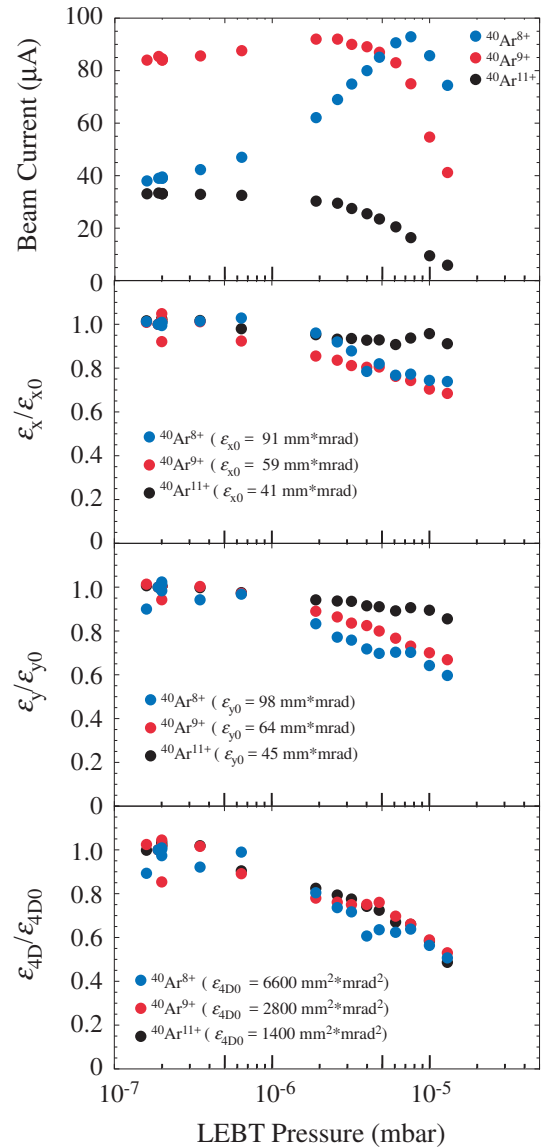 100
80
60
40
20
0
Beam Current (µA)
⁴⁰Ar⁸⁺
⁴⁰Ar⁹⁺
⁴⁰Ar¹¹⁺
1.0
0.8
0.6
0.4
0.2
0
εx/εx0
⁴⁰Ar⁸⁺ ( εx0 = 91 mm*mrad)
⁴⁰Ar⁹⁺ ( εx0 = 59 mm*mrad)
⁴⁰Ar¹¹⁺ ( εx0 = 41 mm*mrad)
1.0
0.8
0.6
0.4
0.2
0
εy/εy0
⁴⁰Ar⁸⁺ ( εy0 = 98 mm*mrad)
⁴⁰Ar⁹⁺ ( εy0 = 64 mm*mrad)
⁴⁰Ar¹¹⁺ ( εy0 = 45 mm*mrad)
1.0
0.8
0.6
0.4
0.2
0
ε4D/ε4D0
⁴⁰Ar⁸⁺ ( ε4D0 = 6600 mm²*mrad²)
⁴⁰Ar⁹⁺ ( ε4D0 = 2800 mm²*mrad²)
⁴⁰Ar¹¹⁺ ( ε4D0 = 1400 mm²*mrad²)
10⁻⁷ 10⁻⁶ 10⁻⁵
LEBT Pressure (mbar)